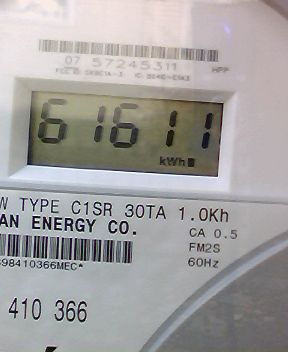 07 57245311
HPP
61611
kWh
W TYPE C1SR 30TA 1.0Kh
AN ENERGY CO. CA 0.5
FM2S
98410366MEC* 60Hz
410 366